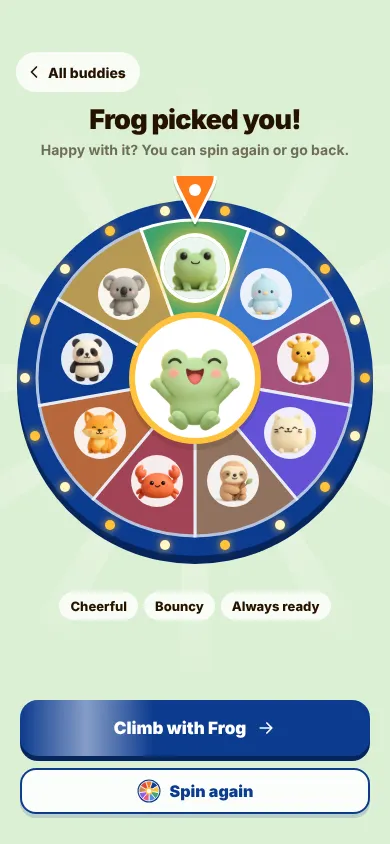 All buddies
Frog picked you!
Happy with it? You can spin again or go back.
Cheerful
Bouncy
Always ready
Climb with Frog →
Spin again